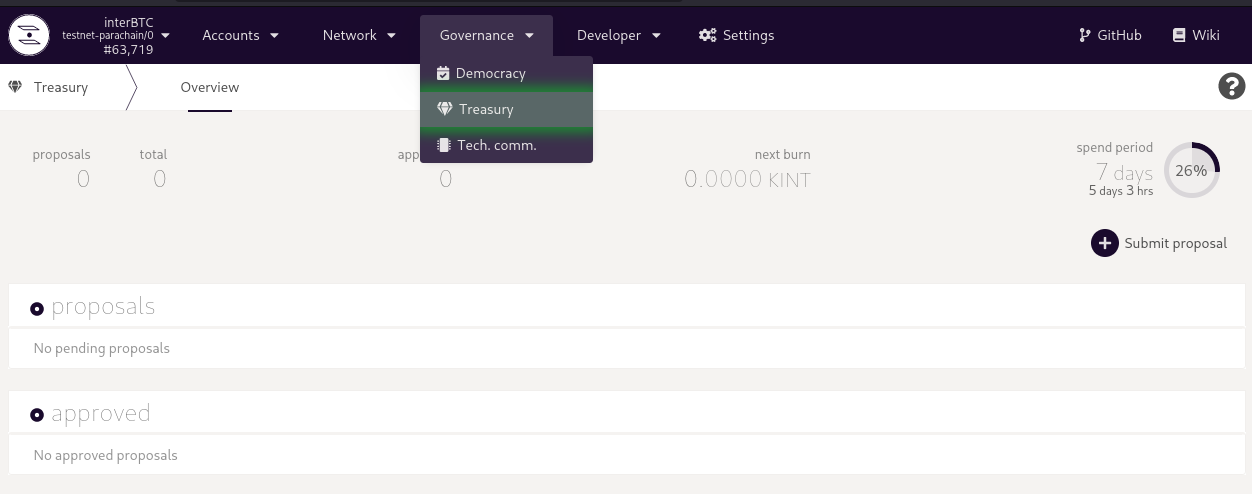 interBTC
testnet-parachain/0
#63,719
Accounts
Network
Governance
Developer
Settings
GitHub
Wiki
Democracy
Treasury
Tech. comm.
Treasury
Overview
proposals
0
total
0
0
next burn
0.0000 KINT
spend period
7 days
5 days 3 hrs
26%
Submit proposal
proposals
No pending proposals
approved
No approved proposals